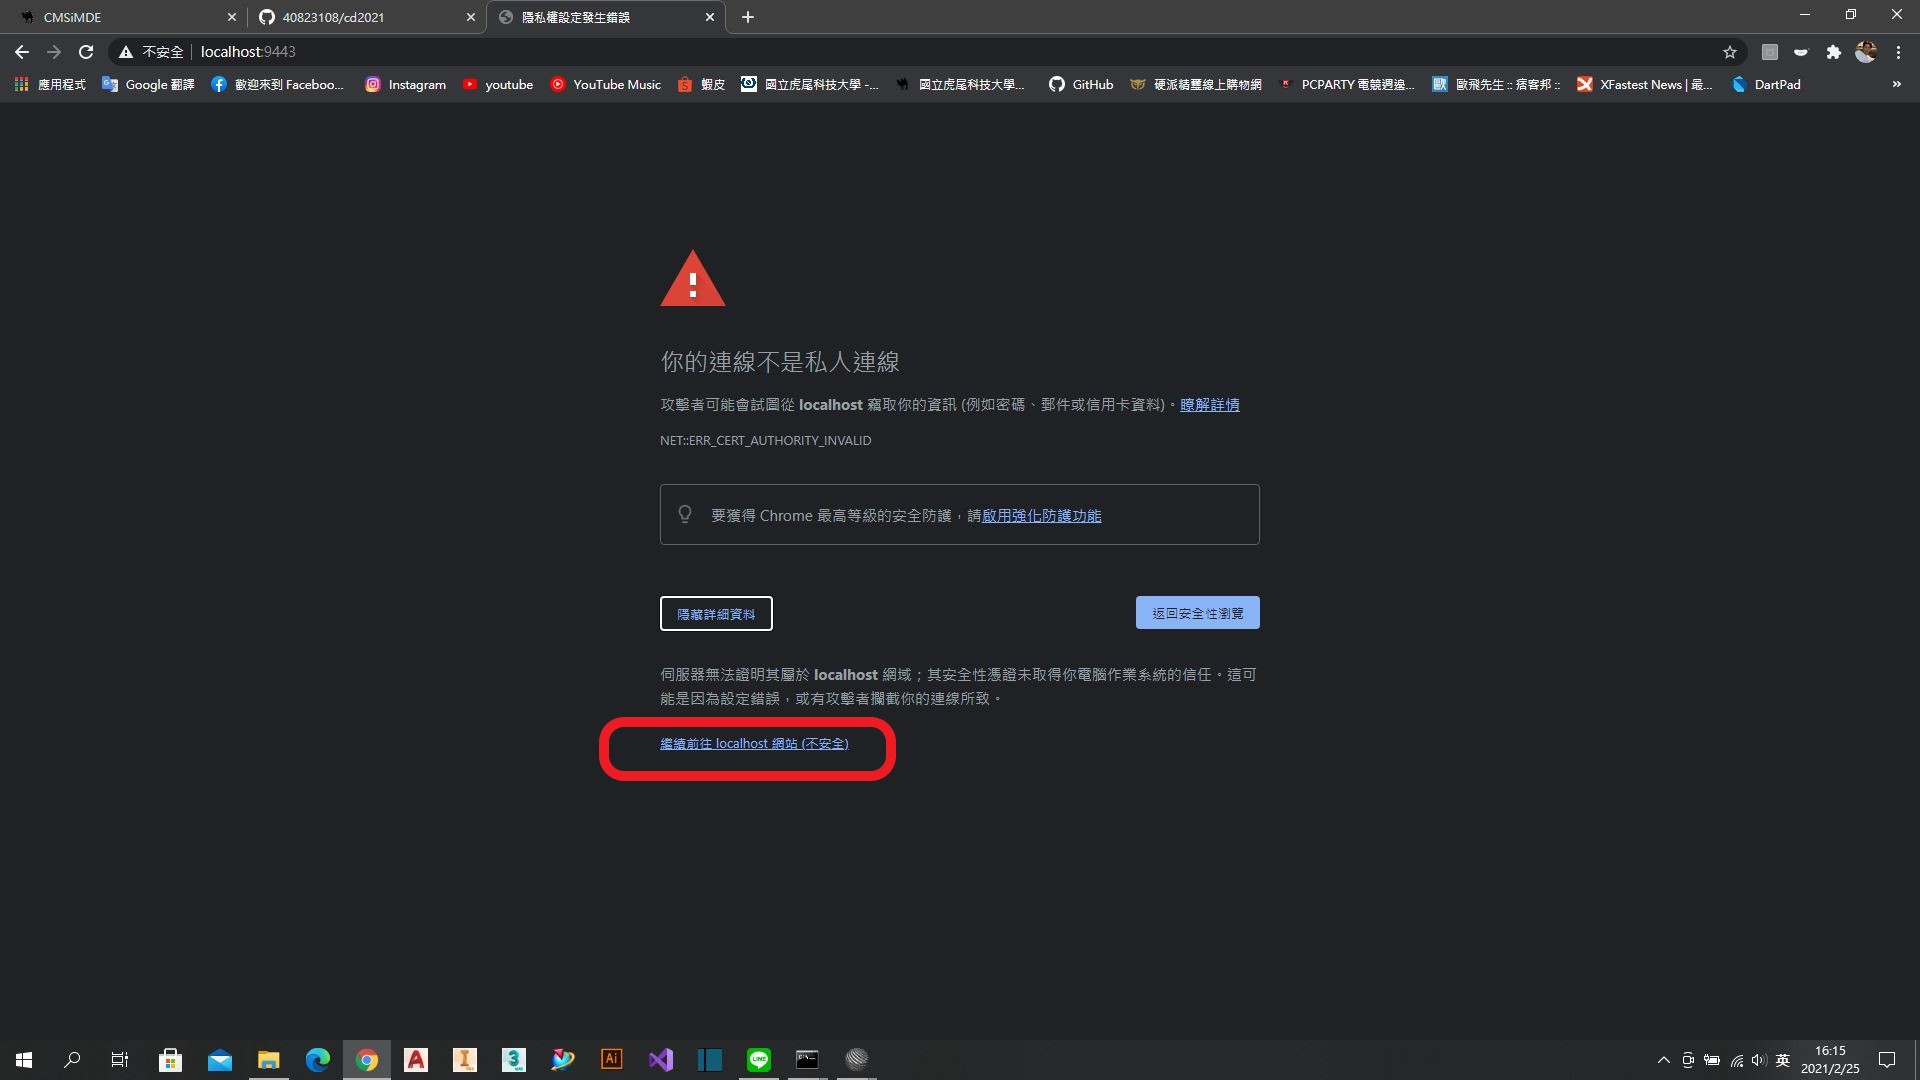 CMSiMDE
40823108/cd2021
隱私權設定發生錯誤
不安全 localhost:9443
應用程式 Google 翻譯 歡迎來到 Faceboo... Instagram youtube YouTube Music 蝦皮 國立虎尾科技大學 -... 國立虎尾科技大學... GitHub 硬派精璽線上購物網 PCPARTY 電競週邊... 歐飛先生 :: 痞客邦 :: XFastest News | 最... DartPad »
你的連線不是私人連線
攻擊者可能會試圖從 localhost 竊取你的資訊 (例如密碼、郵件或信用卡資料)。瞭解詳情
NET::ERR_CERT_AUTHORITY_INVALID
要獲得 Chrome 最高等級的安全防護，請啟用強化防護功能
隱藏詳細資料
返回安全性瀏覽
伺服器無法證明其屬於 localhost 網域；其安全性憑證未取得你電腦作業系統的信任。這可
能是因為設定錯誤，或有攻擊者攔截你的連線所致。
繼續前往 localhost 網站 (不安全)
英
16:15
2021/2/25